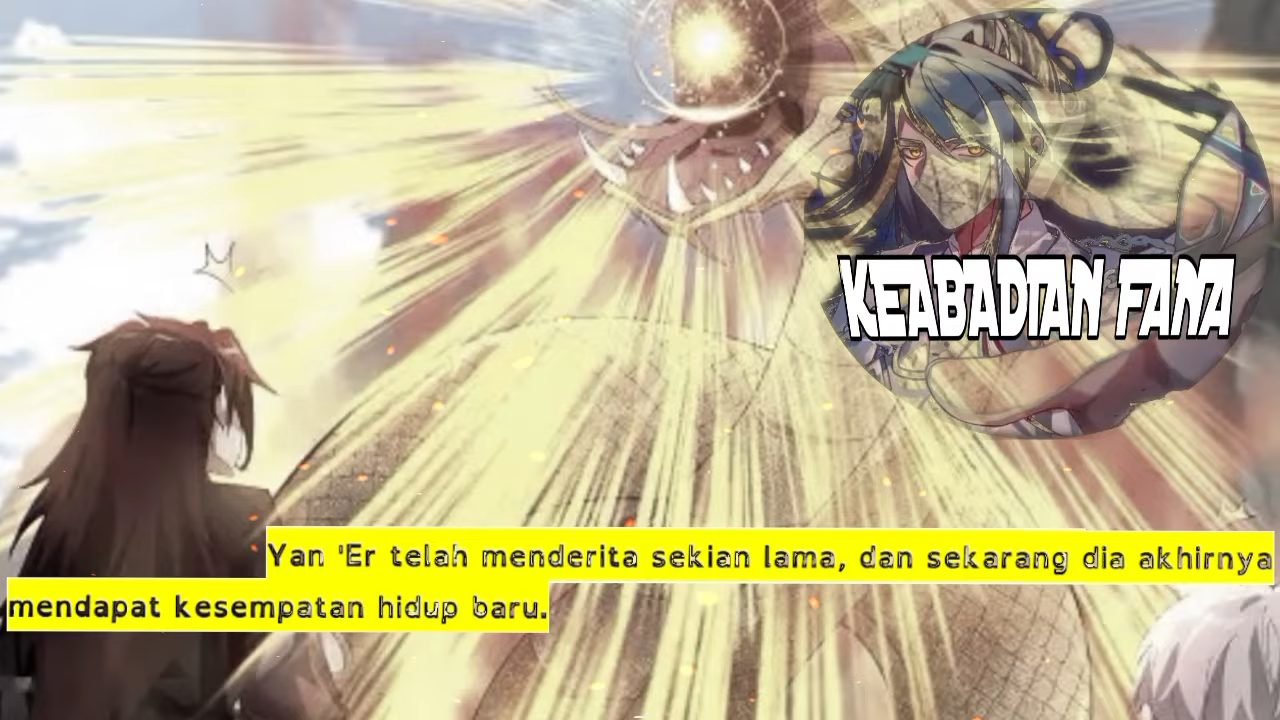 KEABADIAN FANA
Yan 'Er telah menderita sekian lama, dan sekarang dia akhirnya
mendapat kesempatan hidup baru.